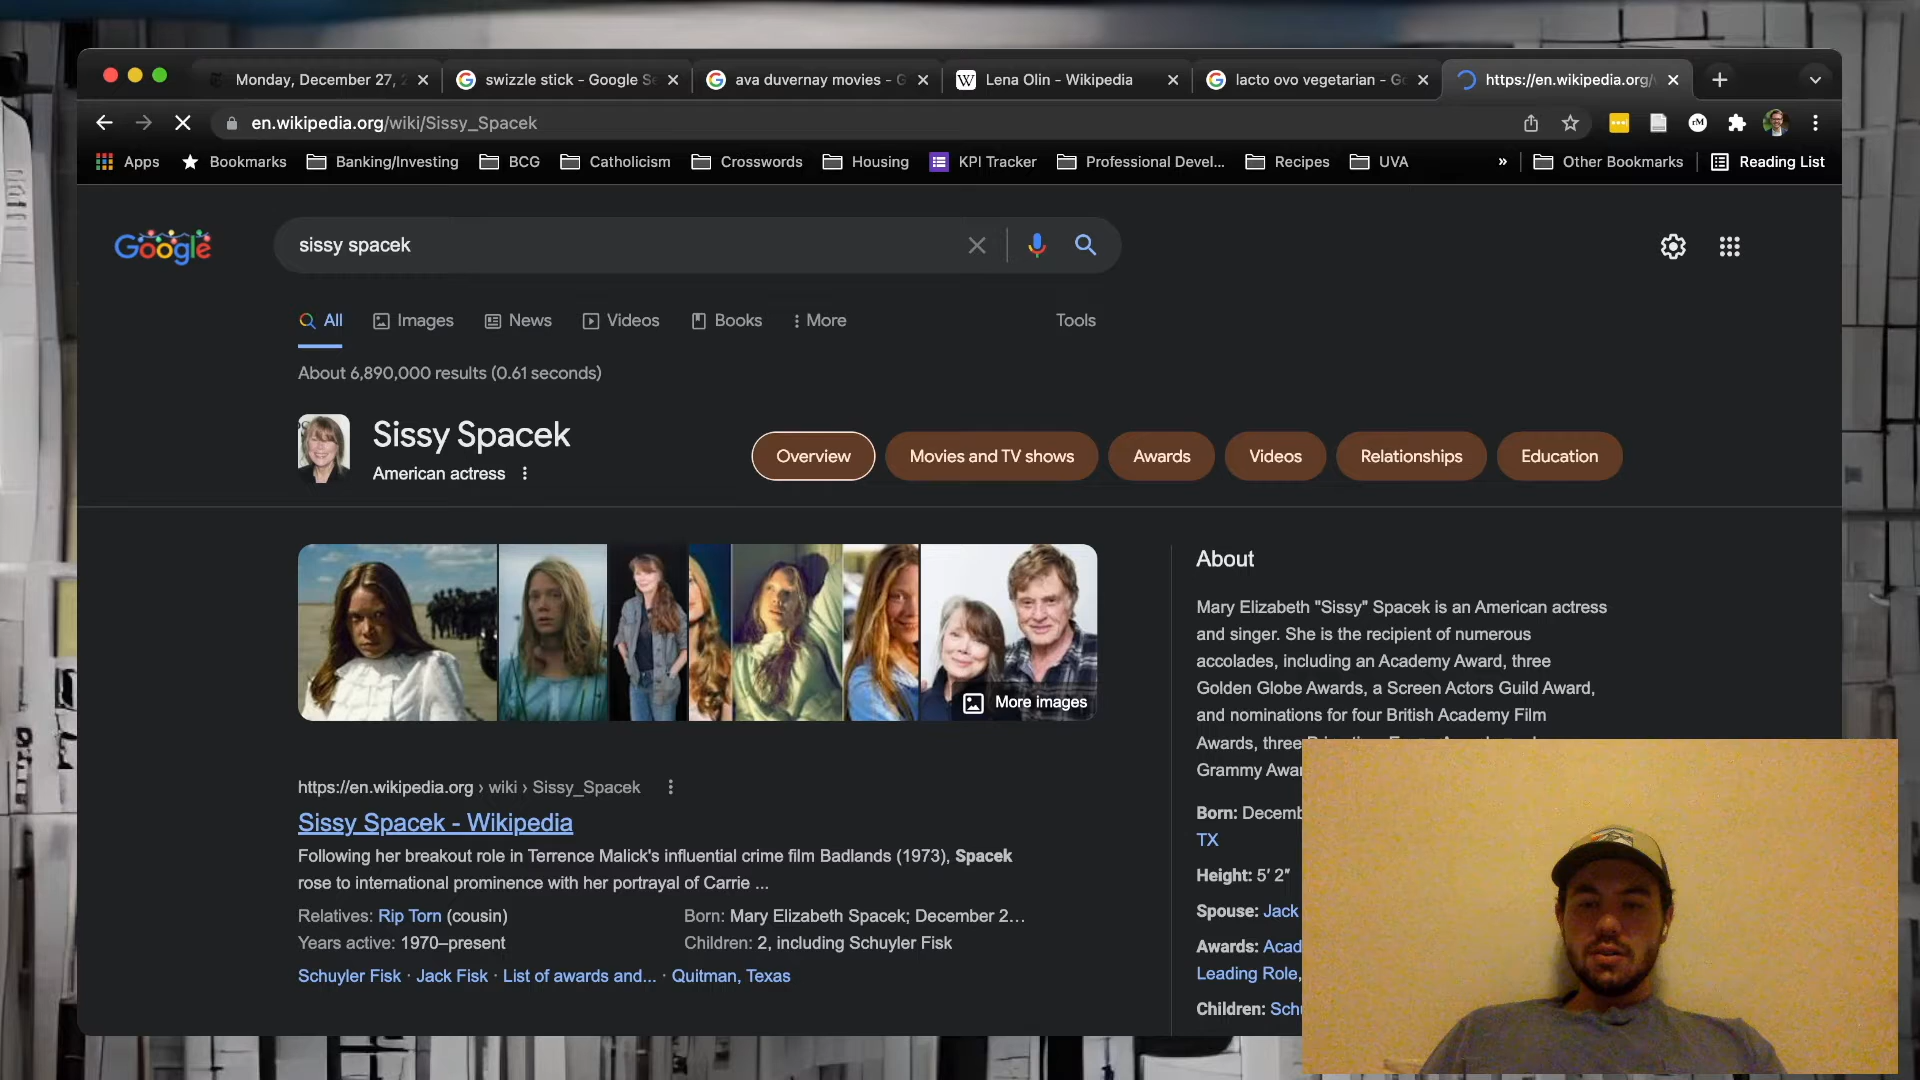 Monday, December 27, 2
swizzle stick - Google Se
ava duvernay movies - G
Lena Olin - Wikipedia
lacto ovo vegetarian - Go
https://en.wikipedia.org/
en.wikipedia.org/wiki/Sissy_Spacek
Apps
Bookmarks
Banking/Investing
BCG
Catholicism
Crosswords
Housing
KPI Tracker
Professional Devel...
Recipes
UVA
»
Other Bookmarks
Reading List
Google
sissy spacek
All
Images
News
Videos
Books
More
Tools
About 6,890,000 results (0.61 seconds)
Sissy Spacek
American actress
Overview
Movies and TV shows
Awards
Videos
Relationships
Education
More images
https://en.wikipedia.org › wiki › Sissy_Spacek
Sissy Spacek - Wikipedia
Following her breakout role in Terrence Malick's influential crime film Badlands (1973), Spacek
rose to international prominence with her portrayal of Carrie ...
Relatives: Rip Torn (cousin)
Born: Mary Elizabeth Spacek; December 2...
Years active: 1970–present
Children: 2, including Schuyler Fisk
Schuyler Fisk · Jack Fisk · List of awards and... · Quitman, Texas
About
Mary Elizabeth "Sissy" Spacek is an American actress
and singer. She is the recipient of numerous
accolades, including an Academy Award, three
Golden Globe Awards, a Screen Actors Guild Award,
and nominations for four British Academy Film
Awards, three
Grammy Awar
Born: Decemb
TX
Height: 5′ 2″
Spouse: Jack
Awards: Acad
Leading Role,
Children: Sch